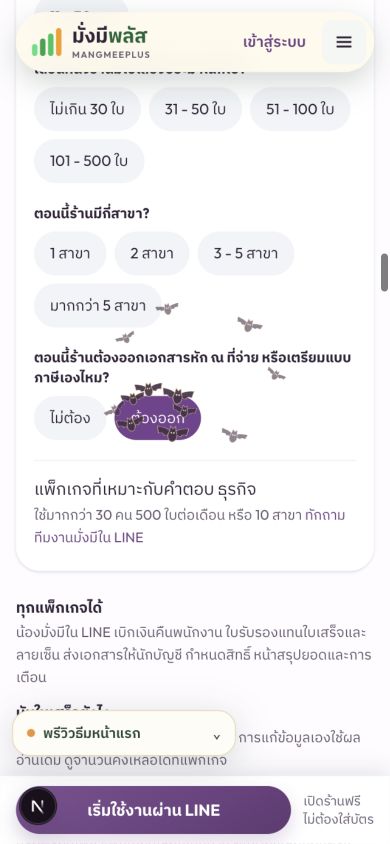 มั่งมีพลัส
MANGMEEPLUS
เข้าสู่ระบบ
ไม่เกิน 30 ใบ
31 - 50 ใบ
51 - 100 ใบ
101 - 500 ใบ
ตอนนี้ร้านมีกี่สาขา?
1 สาขา
2 สาขา
3 - 5 สาขา
มากกว่า 5 สาขา
ตอนนี้ร้านต้องออกเอกสารหัก ณ ที่จ่าย หรือเตรียมแบบ
ภาษีเองไหม?
ไม่ต้อง
ต้องออก
แพ็กเกจที่เหมาะกับคำตอบ ธุรกิจ
ใช้มากกว่า 30 คน 500 ใบต่อเดือน หรือ 10 สาขา ทักถาม
ทีมงานมั่งมีใน LINE
ทุกแพ็กเกจได้
น้องมั่งมีใน LINE เบิกเงินคืนพนักงาน ใบรับรองแทนใบเสร็จและ
ลายเซ็น ส่งเอกสารให้นักบัญชี กำหนดสิทธิ์ หน้าสรุปยอดและการ
เตือน
พรีวิวธีมหน้าแรก
การแก้ข้อมูลเองใช้ผล
อ่านเดิม ดูจำนวนคงเหลือได้ที่แพ็กเกจ
N
เริ่มใช้งานผ่าน LINE
เปิดร้านฟรี
ไม่ต้องใส่บัตร